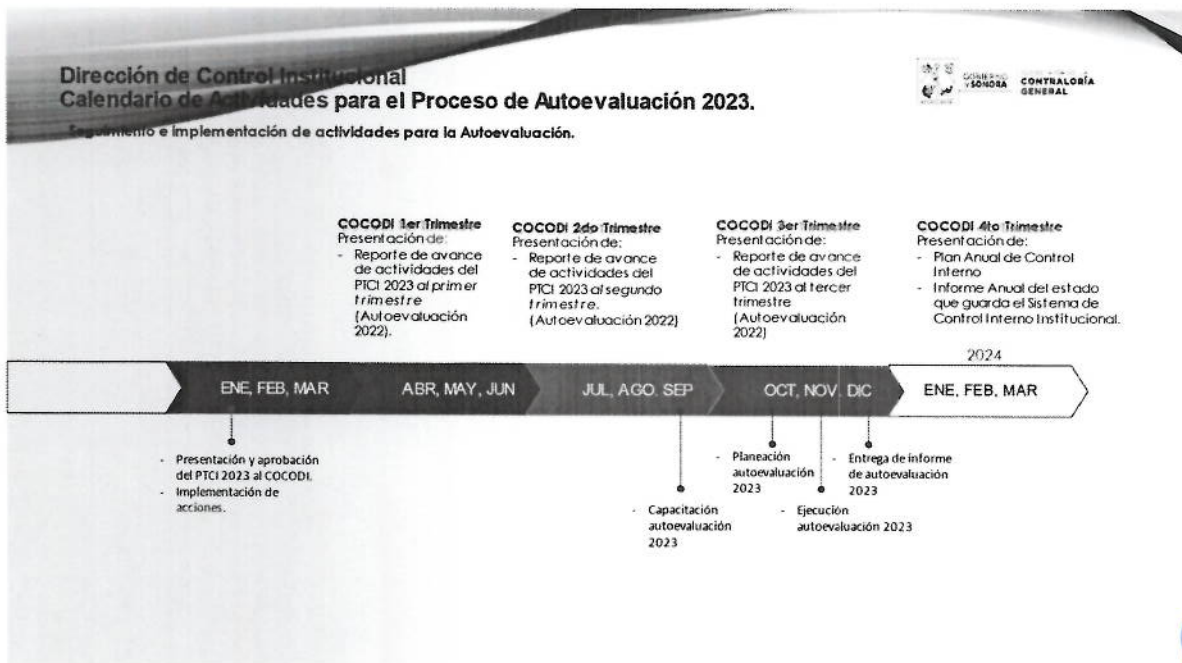 Dirección de Control Institucional
Calendario de Actividades para el Proceso de Autoevaluación 2023.
Seguimiento e implementación de actividades para la Autoevaluación.
GOBIERNO
DE SONORA
CONTRALORÍA
GENERAL
COCODI 1er Trimestre
Presentación de:
- Reporte de avance
de actividades del
PTCI 2023 al primer
trimestre
(Autoevaluación
2022).
COCODI 2do Trimestre
Presentación de:
- Reporte de avance
de actividades del
PTCI 2023 al segundo
trimestre.
(Autoevaluación 2022)
COCODI 3er Trimestre
Presentación de:
- Reporte de avance
de actividades del
PTCI 2023 al tercer
trimestre
(Autoevaluación
2022)
COCODI 4to Trimestre
Presentación de:
- Plan Anual de Control
Interno
- Informe Anual del estado
que guarda el Sistema de
Control Interno Institucional.
2024
ENE, FEB, MAR
ABR, MAY, JUN
JUL, AGO. SEP
OCT, NOV. DIC
ENE, FEB, MAR
- Presentación y aprobación
del PTCI 2023 al COCODI.
- Implementación de
acciones.
- Capacitación
autoevaluación
2023
- Planeación
autoevaluación
2023
- Ejecución
autoevaluación 2023
- Entrega de informe
de autoevaluación
2023